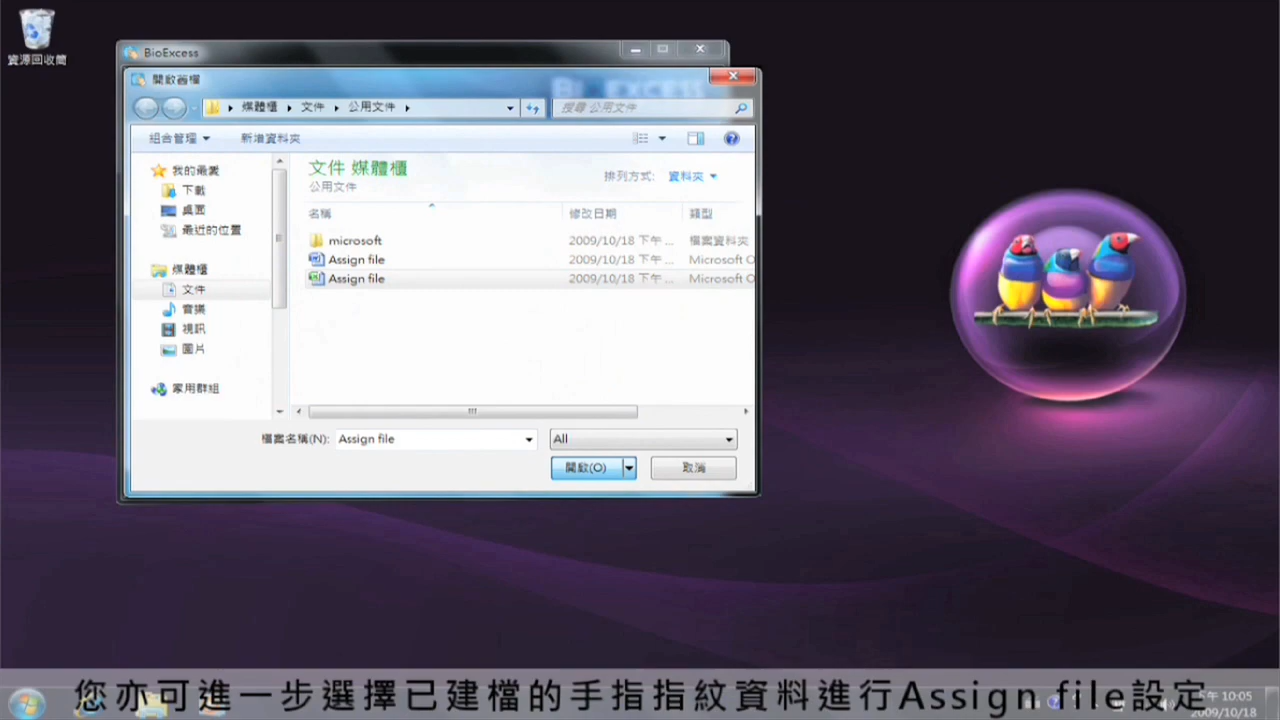 資源回收筒
BioExcess
開啟舊檔
媒體櫃 文件 公用文件
搜尋 公用文件
組合管理 新增資料夾
我的最愛
下載
桌面
最近的位置
媒體櫃
文件
音樂
視訊
圖片
家用群組
文件 媒體櫃
公用文件
排列方式: 資料夾
名稱 修改日期 類型
microsoft 2009/10/18 下午 ... 檔案資料夾
Assign file 2009/10/18 下午 ... Microsoft O
Assign file 2009/10/18 下午 ... Microsoft O
檔案名稱(N): Assign file All
開啟(O) 取消
您亦可進一步選擇已建檔的手指指紋資料進行Assign file設定
下午 10:05
2009/10/18